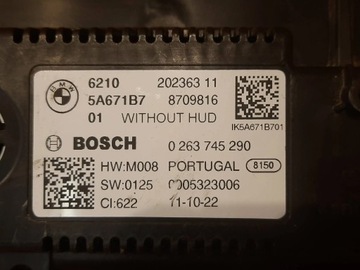 BMW
6210 202363 11
5A671B7 8709816
01 WITHOUT HUD
IK5A671B701
BOSCH 0 263 745 290
HW:M008 PORTUGAL 8150
SW:0125 0005323006
CI:622 11-10-22